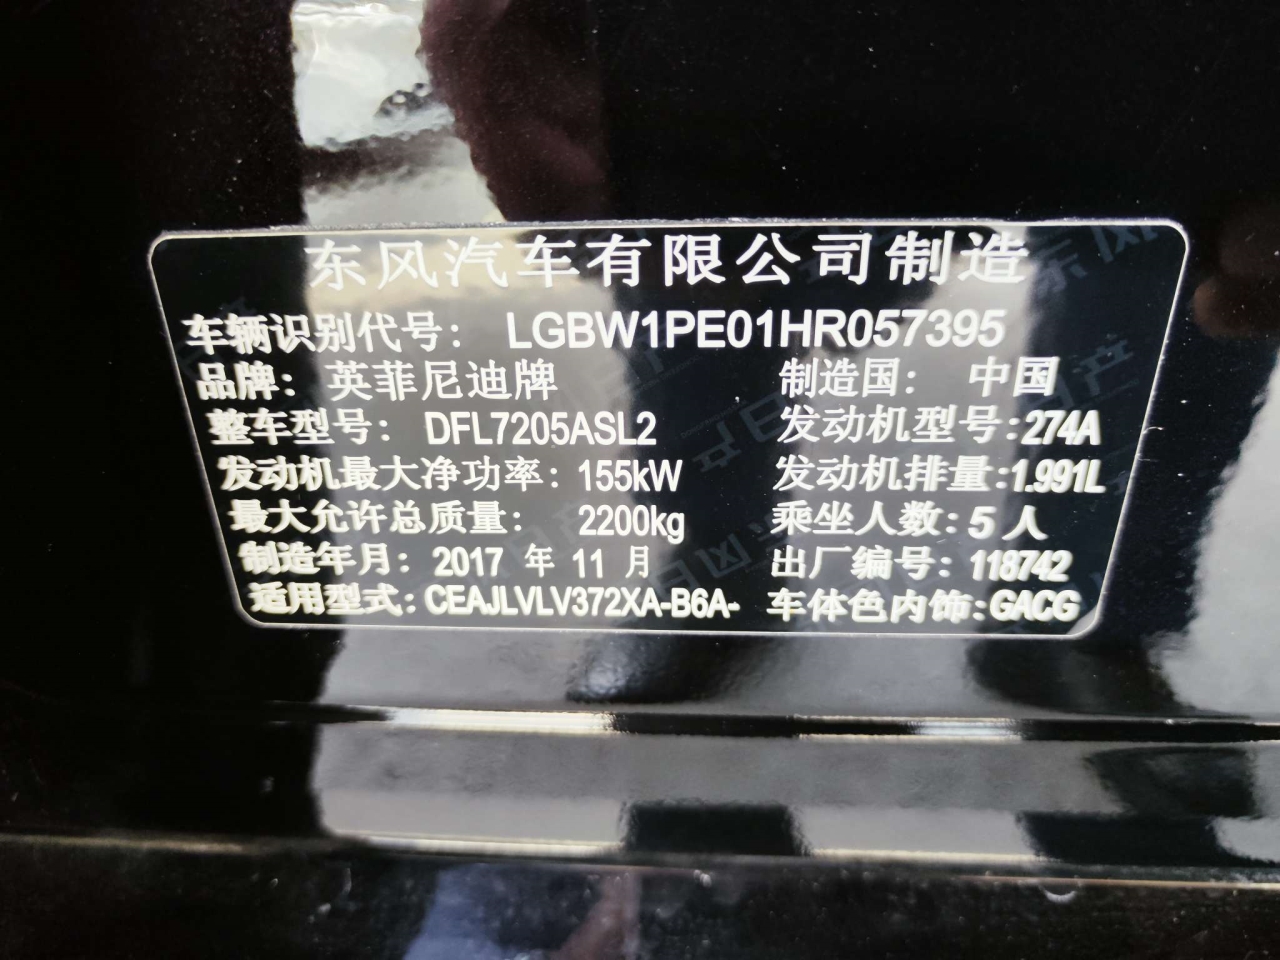 东风汽车有限公司制造
车辆识别代号： LGBW1PE01HR057395
品牌： 英菲尼迪牌 制造国： 中国
整车型号： DFL7205ASL2 发动机型号:274A
发动机最大净功率: 155kW 发动机排量:1.991L
最大允许总质量： 2200kg 乘坐人数:5人
制造年月: 2017 年 11 月 出厂编号: 118742
适用型式:CEAJLVLV372XA-B6A- 车体色内饰:GACG